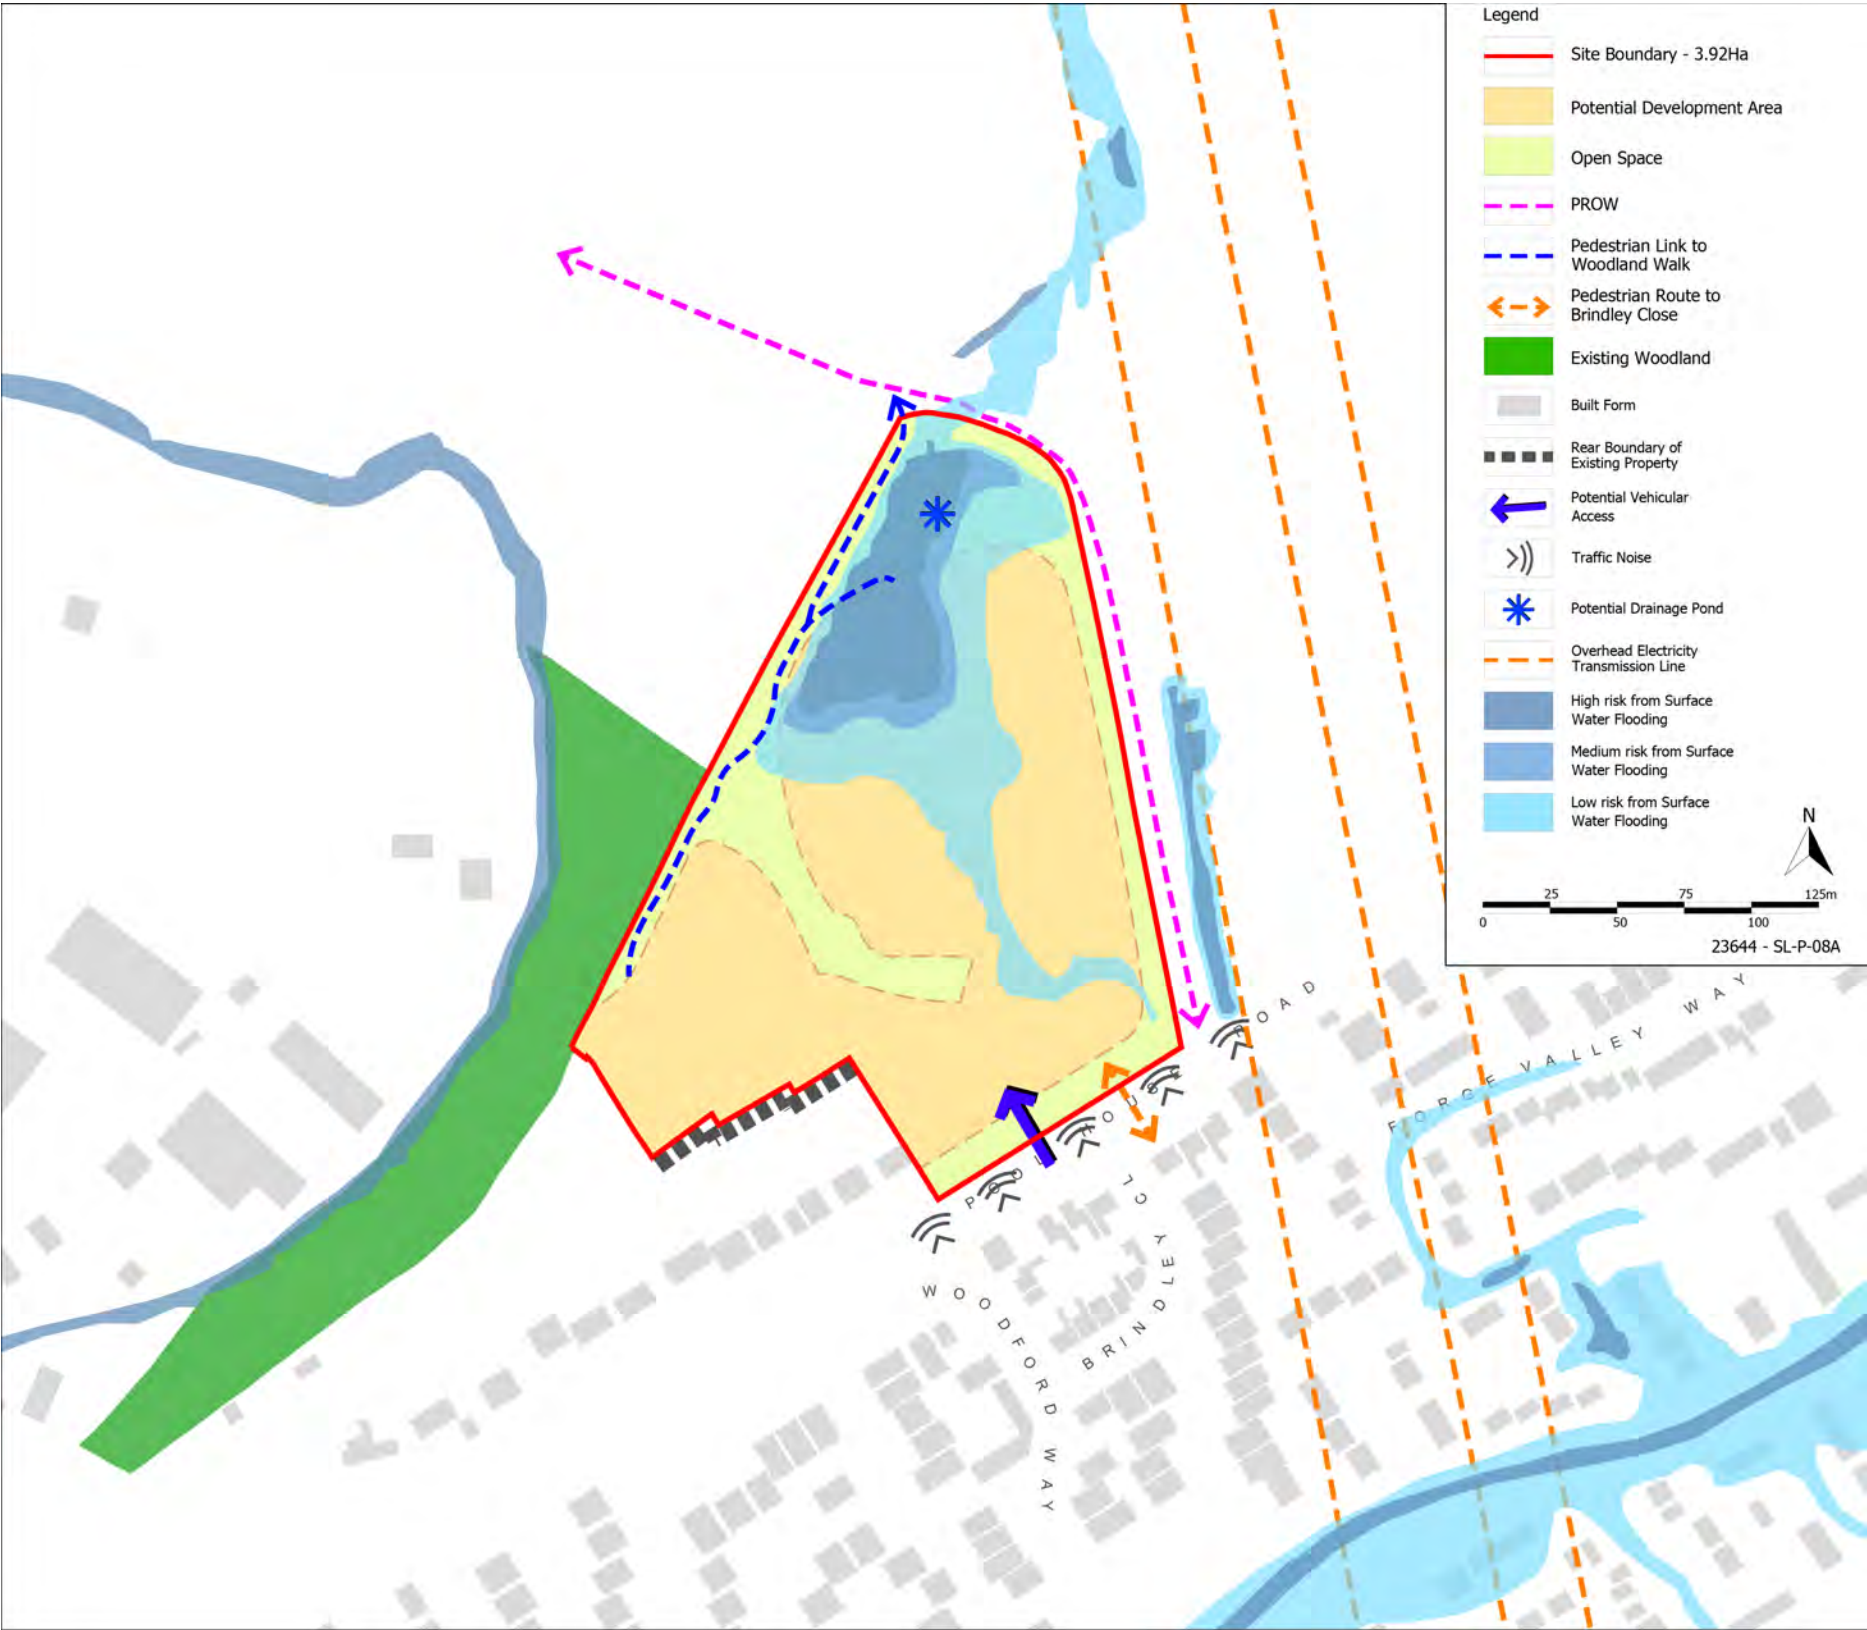 Legend
Site Boundary - 3.92Ha
Potential Development Area
Open Space
PROW
Pedestrian Link to
Woodland Walk
Pedestrian Route to
Brindley Close
Existing Woodland
Built Form
Rear Boundary of
Existing Property
Potential Vehicular
Access
Traffic Noise
Potential Drainage Pond
Overhead Electricity
Transmission Line
High risk from Surface
Water Flooding
Medium risk from Surface
Water Flooding
Low risk from Surface
Water Flooding
N
25 75 125m
0 50 100
23644 - SL-P-08A
POOL HOUSE ROAD
FORGE VALLEY WAY
BRINDLEY CL
WOODFORD WAY